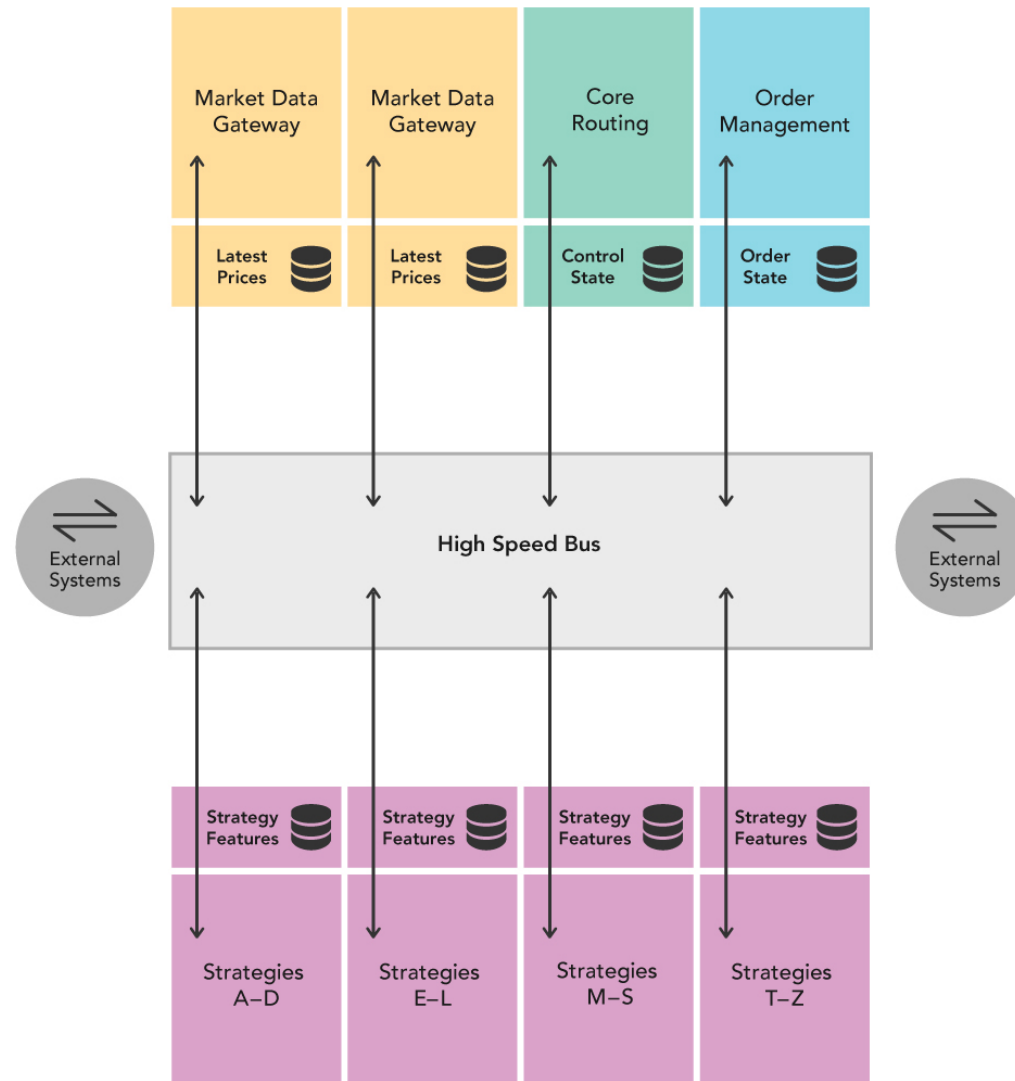 Market Data
Gateway
Market Data
Gateway
Core
Routing
Order
Management
Latest
Prices
Latest
Prices
Control
State
Order
State
External
Systems
High Speed Bus
External
Systems
Strategy
Features
Strategy
Features
Strategy
Features
Strategy
Features
Strategies
A–D
Strategies
E–L
Strategies
M–S
Strategies
T–Z